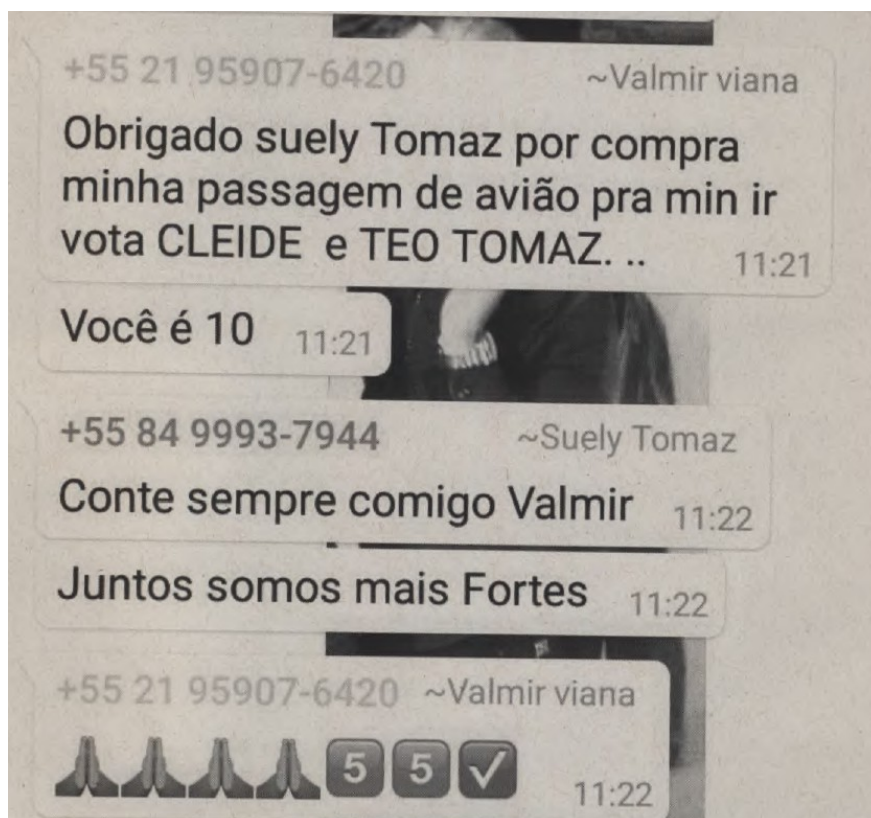 +55 21 95907-6420 ~Valmir viana
Obrigado suely Tomaz por compra
minha passagem de avião pra min ir
vota CLEIDE e TEO TOMAZ. .. 11:21
Você é 10 11:21
+55 84 9993-7944 ~Suely Tomaz
Conte sempre comigo Valmir 11:22
Juntos somos mais Fortes 11:22
+55 21 95907-6420 ~Valmir viana
🙏🙏🙏🙏5️⃣5️⃣☑️ 11:22